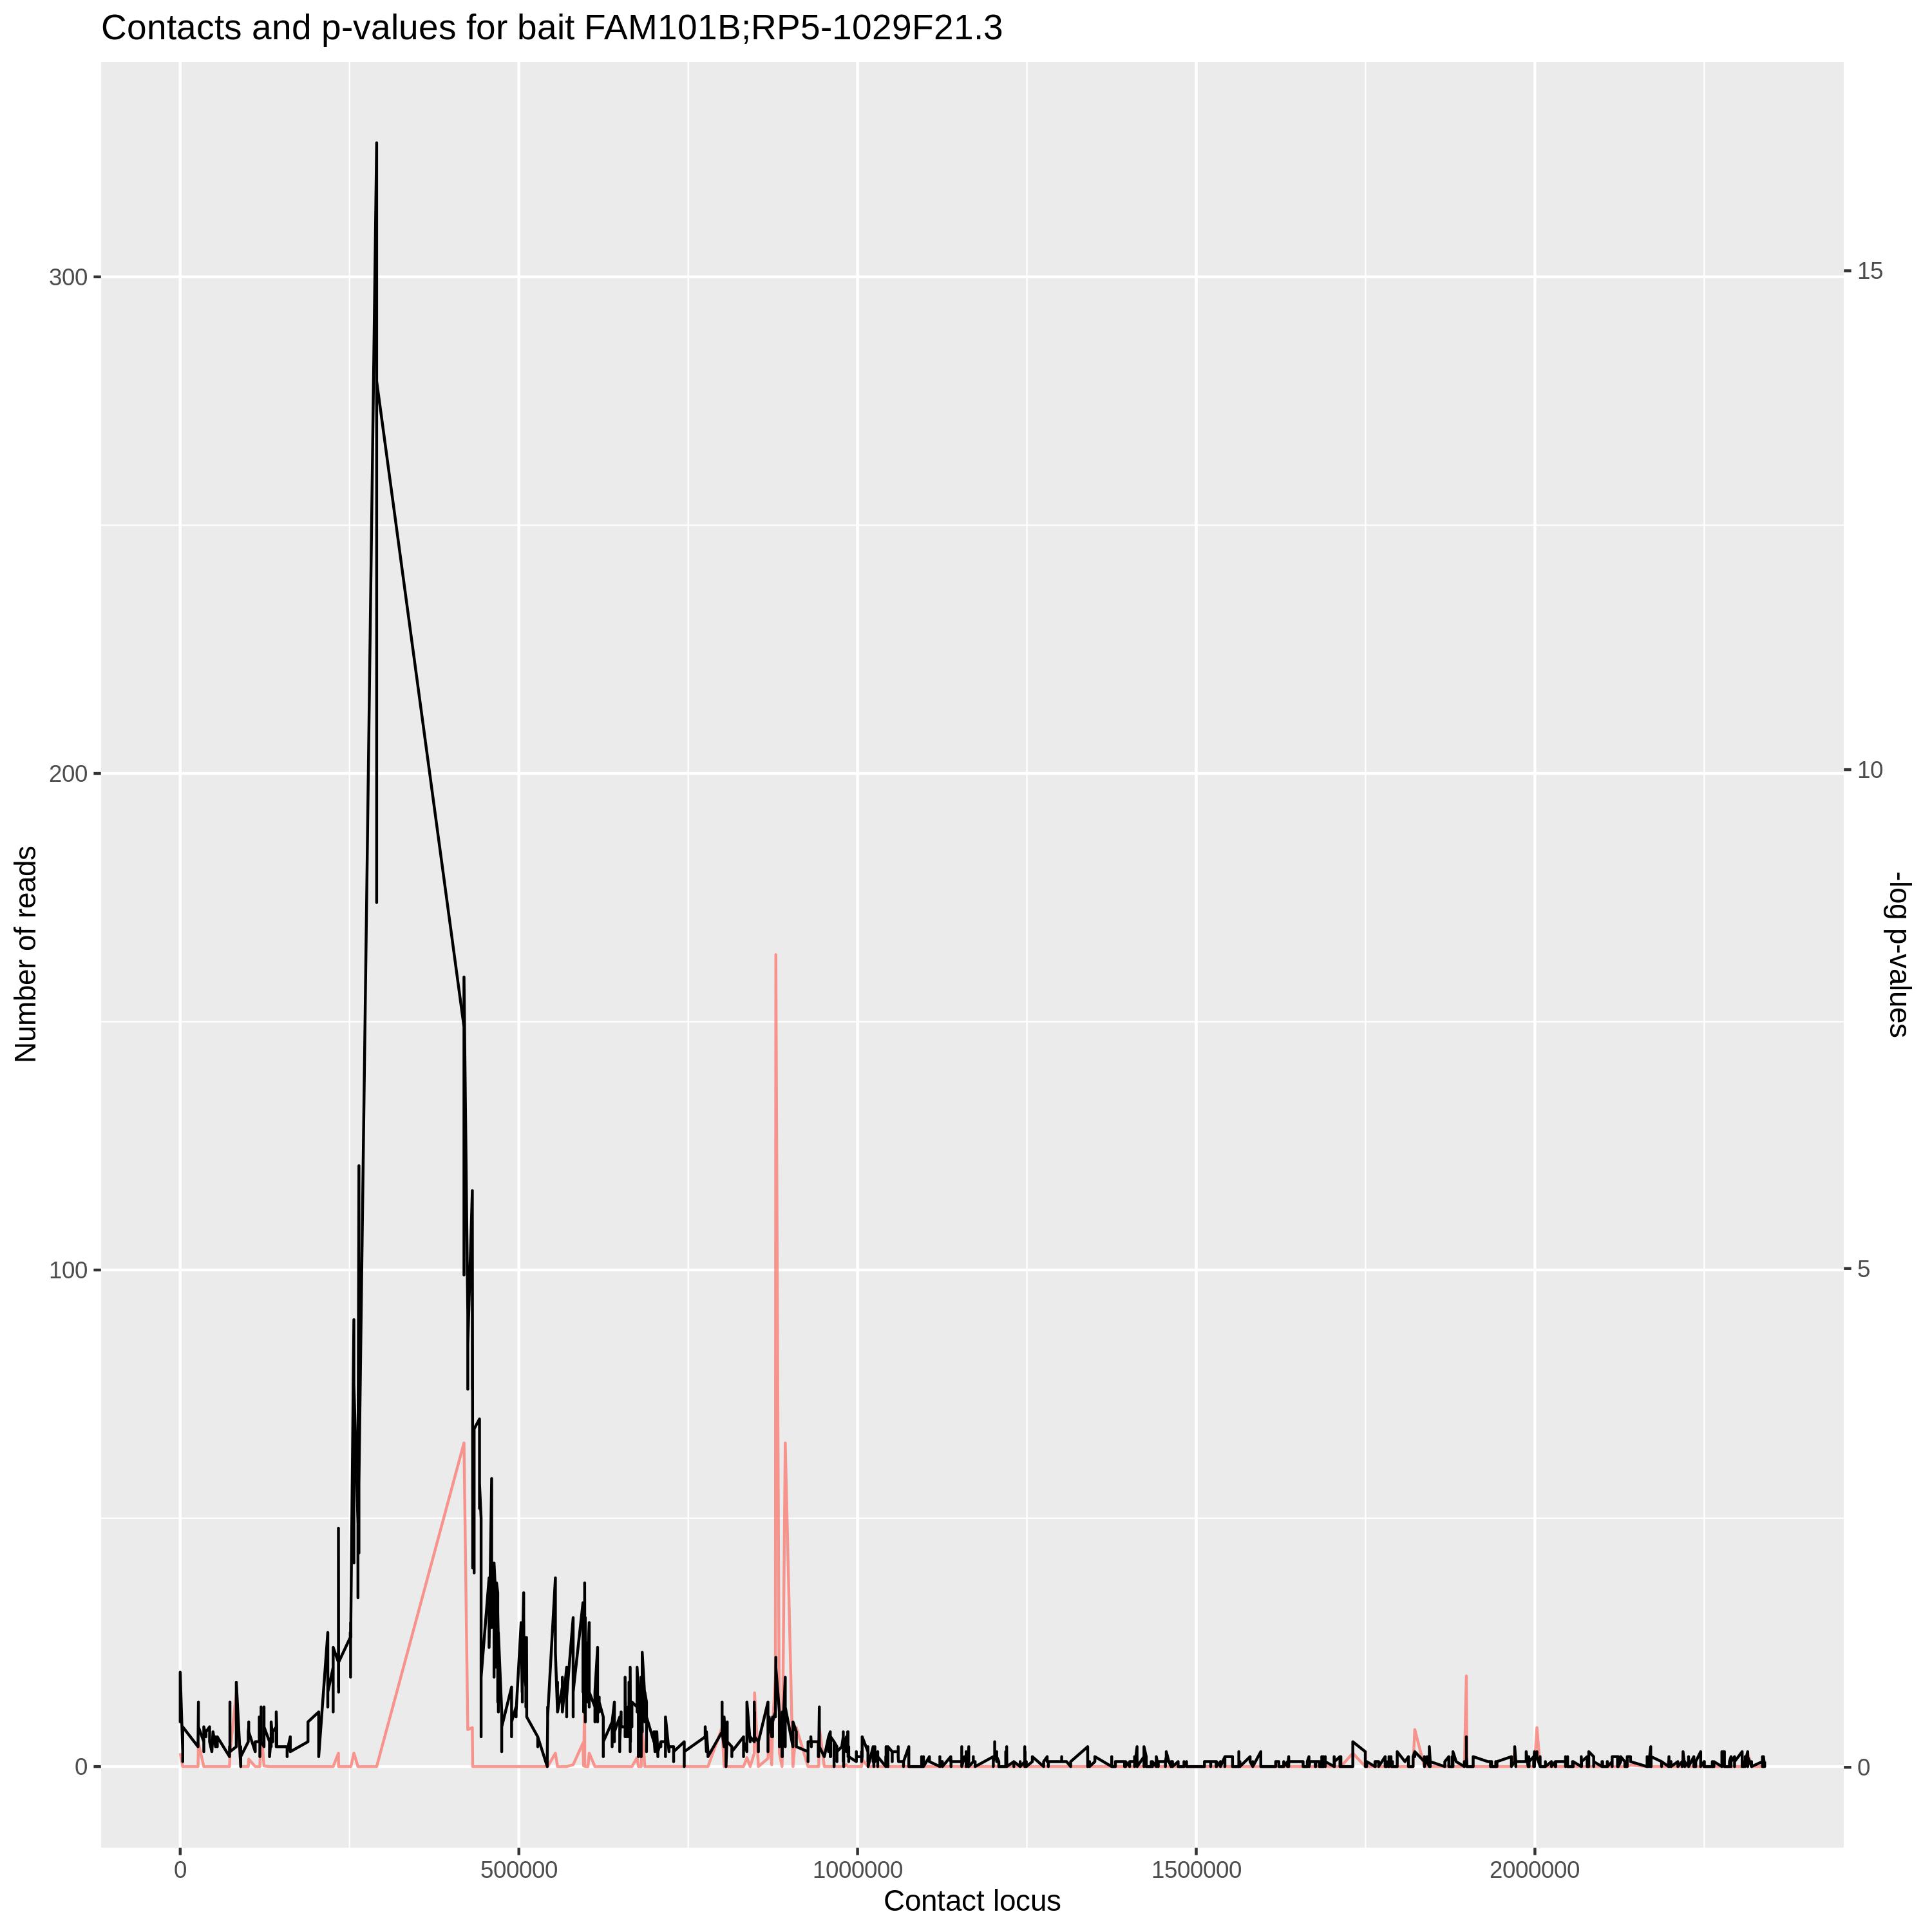 Contacts and p-values for bait FAM101B;RP5-1029F21.3
300
200
100
0
Number of reads
15
10
5
0
-log p-values
0 500000 1000000 1500000 2000000
Contact locus